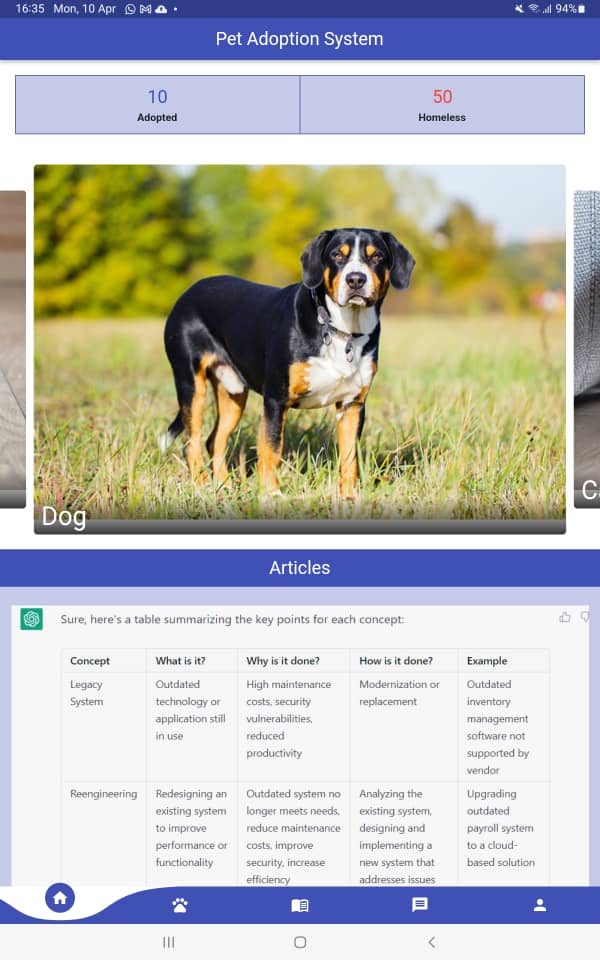 16:35 Mon, 10 Apr
94%
Pet Adoption System
10
Adopted
50
Homeless
Dog
Articles
Sure, here's a table summarizing the key points for each concept:
Concept What is it? Why is it done? How is it done? Example
Legacy System
Outdated technology or application still in use
High maintenance costs, security vulnerabilities, reduced productivity
Modernization or replacement
Outdated inventory management software not supported by vendor
Reengineering
Redesigning an existing system to improve performance or functionality
Outdated system no longer meets needs, reduce maintenance costs, improve security, increase efficiency
Analyzing the existing system, designing and implementing a new system that addresses issues
Upgrading outdated payroll system to a cloud-based solution